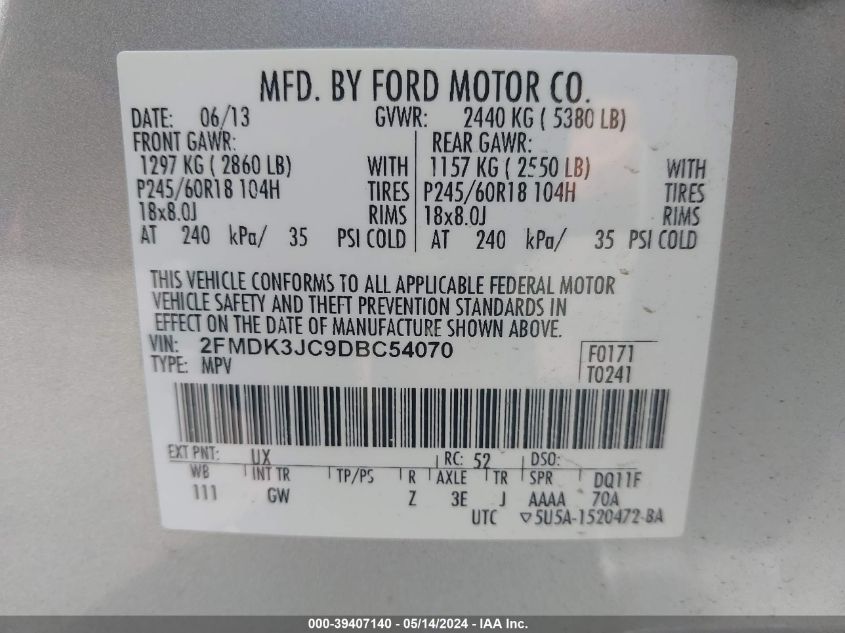 MFD. BY FORD MOTOR CO.
DATE: 06/13 GVWR: 2440 KG ( 5380 LB)
FRONT GAWR: REAR GAWR:
1297 KG ( 2860 LB) WITH 1157 KG ( 2550 LB) WITH
P245/60R18 104H TIRES P245/60R18 104H TIRES
18x8.0J RIMS 18x8.0J RIMS
AT 240 kPa/ 35 PSI COLD AT 240 kPa/ 35 PSI COLD
THIS VEHICLE CONFORMS TO ALL APPLICABLE FEDERAL MOTOR
VEHICLE SAFETY AND THEFT PREVENTION STANDARDS IN
EFFECT ON THE DATE OF MANUFACTURE SHOWN ABOVE.
VIN: 2FMDK3JC9DBC54070 F0171
TYPE: MPV T0241
EXT PNT: UX RC: 52 DSO:
WB INT TR TP/PS R AXLE TR SPR DQ11F
111 GW Z 3E J AAAA 70A
UTC ▽5U5A-1520472-BA
000-39407140 - 05/14/2024 - IAA Inc.